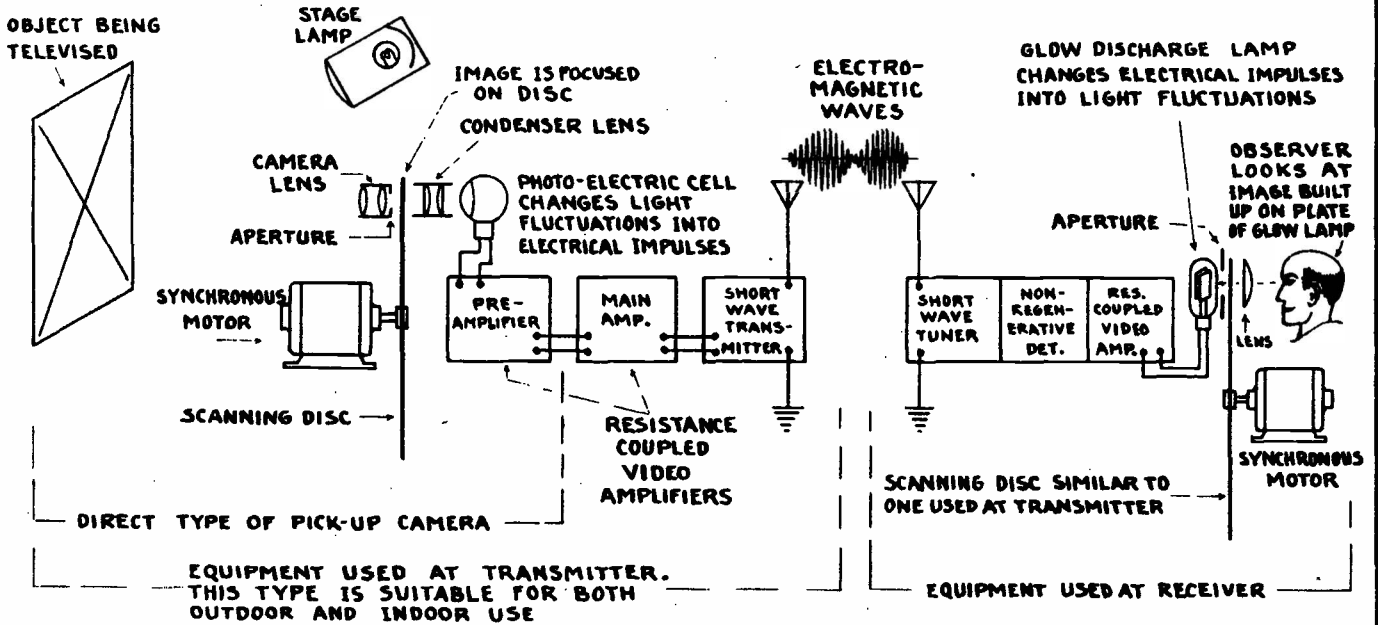 OBJECT BEING
TELEVISED
STAGE
LAMP
IMAGE IS FOCUSED
ON DISC
CONDENSER LENS
CAMERA
LENS
APERTURE
PHOTO-ELECTRIC CELL
CHANGES LIGHT
FLUCTUATIONS INTO
ELECTRICAL IMPULSES
ELECTRO-
MAGNETIC
WAVES
GLOW DISCHARGE LAMP
CHANGES ELECTRICAL IMPULSES
INTO LIGHT FLUCTUATIONS
OBSERVER
LOOKS AT
IMAGE BUILT
UP ON PLATE
OF GLOW LAMP
APERTURE
LENS
SYNCHRONOUS
MOTOR
PRE-
AMPLIFIER
MAIN
AMP.
SHORT
WAVE
TRANS-
MITTER
SHORT
WAVE
TUNER
NON-
REGEN-
ERATIVE
DET.
RES.
COUPLED
VIDEO
AMP.
SCANNING DISC
RESISTANCE
COUPLED
VIDEO
AMPLIFIERS
SYNCHRONOUS
MOTOR
SCANNING DISC SIMILAR TO
ONE USED AT TRANSMITTER
DIRECT TYPE OF PICK-UP CAMERA
EQUIPMENT USED AT TRANSMITTER.
THIS TYPE IS SUITABLE FOR BOTH
OUTDOOR AND INDOOR USE
EQUIPMENT USED AT RECEIVER